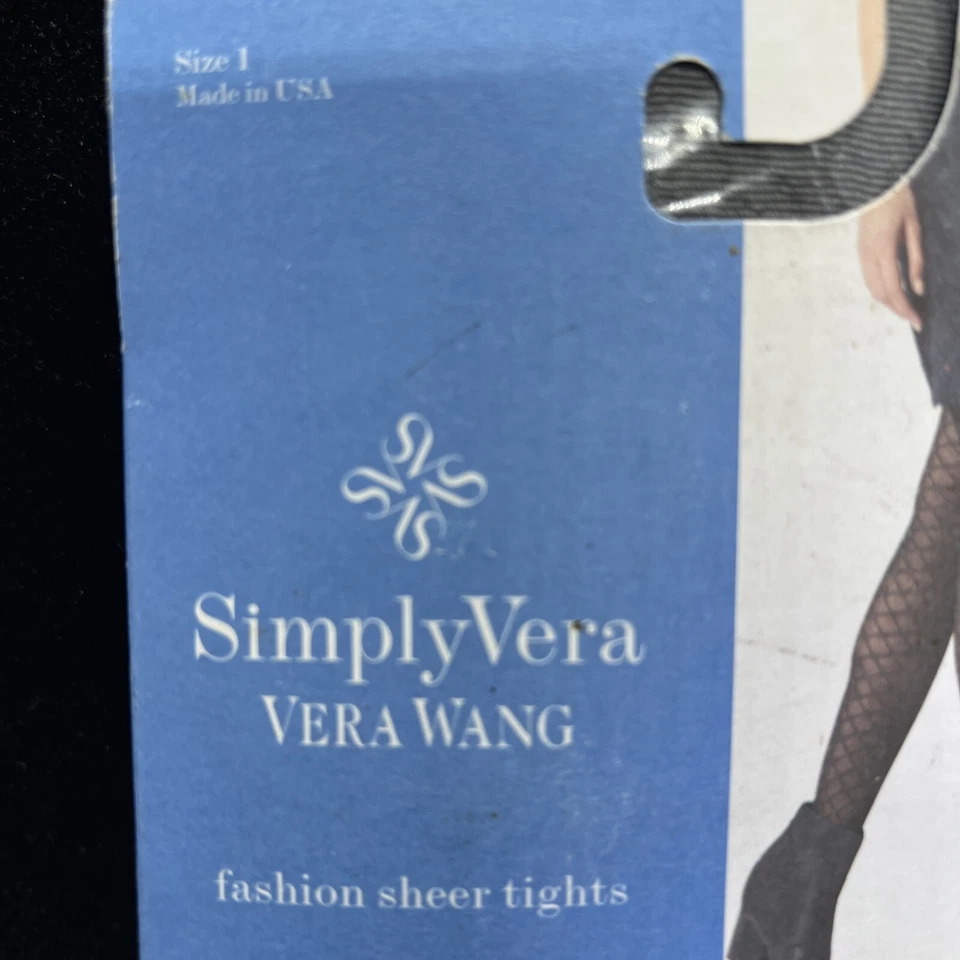 Size 1
Made in USA
SimplyVera
VERA WANG
fashion sheer tights